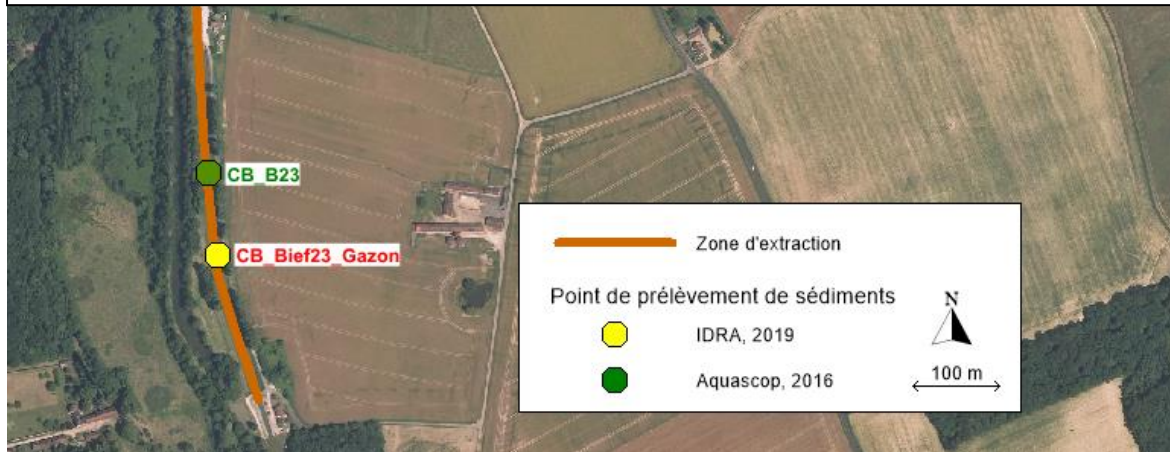 CB_B23
CB_Bief23_Gazon
Zone d'extraction
Point de prélèvement de sédiments
N
IDRA, 2019
Aquascop, 2016
100 m